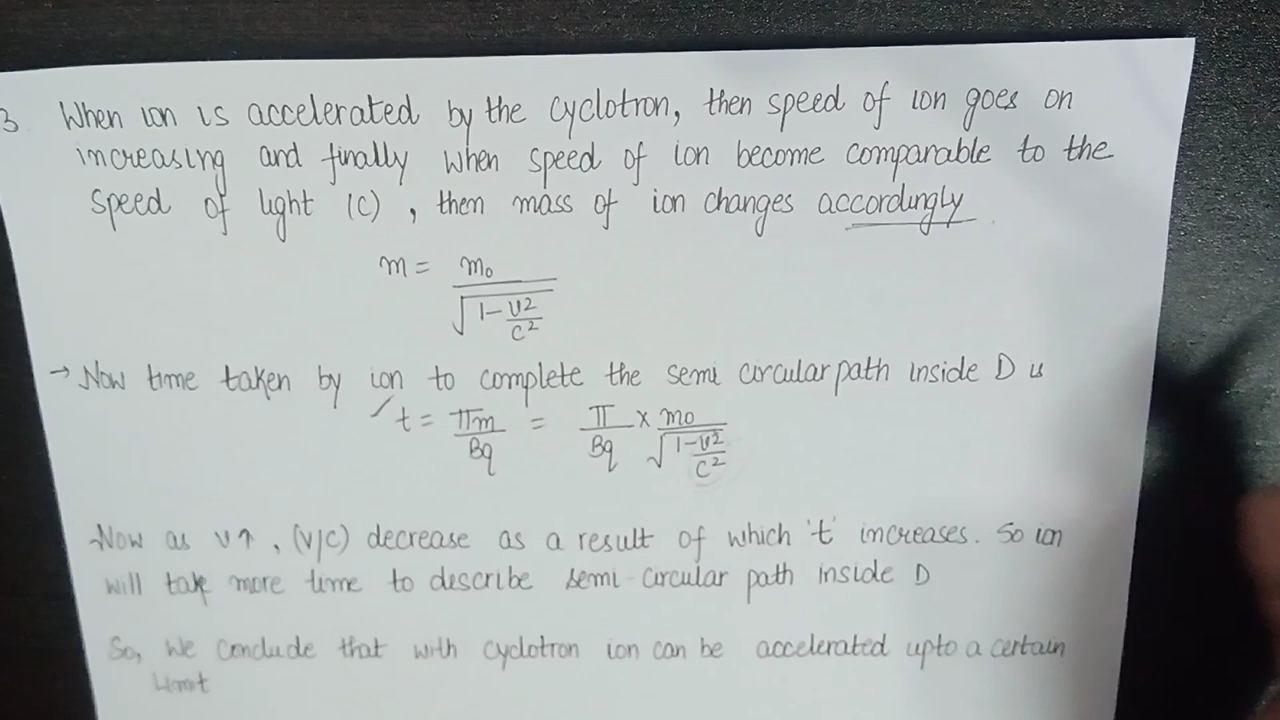 3 When ion is accelerated by the cyclotron, then speed of ion goes on
increasing and finally when speed of ion become comparable to the
speed of light (C) , then mass of ion changes accordingly
m = m₀ / √(1 - v²/c²)
→ Now time taken by ion to complete the semi circular path inside D is
t = πm/Bq = π/Bq × m₀ / √(1 - v²/c²)
Now as v↑ , (v/c) decrease as a result of which 't' increases. So ion
will take more time to describe semi-circular path inside D
So, We conclude that with cyclotron ion can be accelerated upto a certain
limit